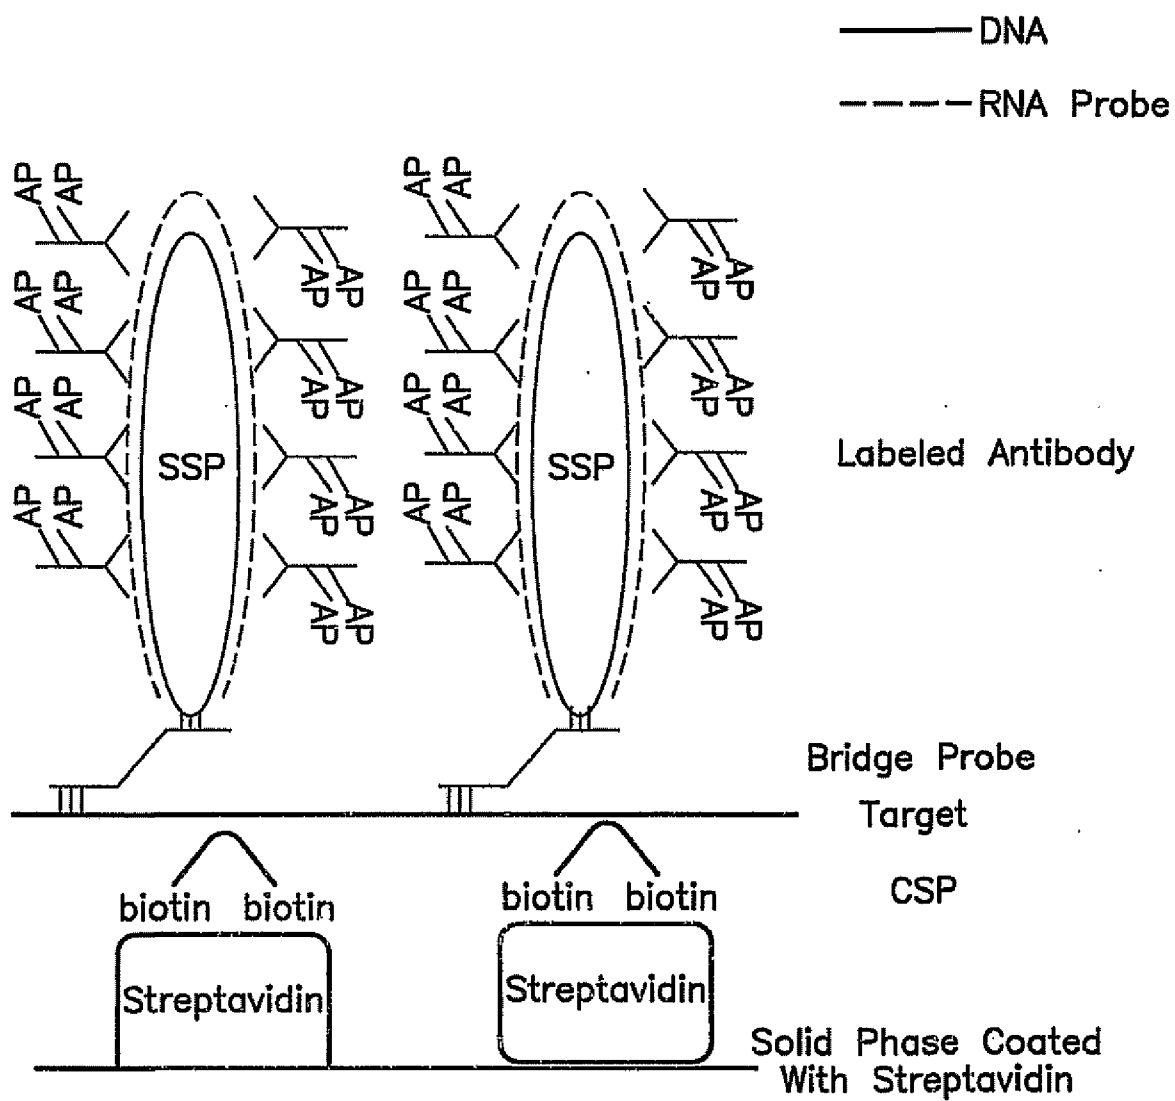 DNA
RNA Probe
AP AP AP AP
AP AP AP AP
AP AP AP AP
AP AP AP AP
AP AP AP AP
SSP SSP
Labeled Antibody
AP AP AP AP
AP AP AP AP
AP AP AP AP
Bridge Probe
Target
CSP
biotin biotin biotin biotin
Streptavidin Streptavidin
Solid Phase Coated
With Streptavidin